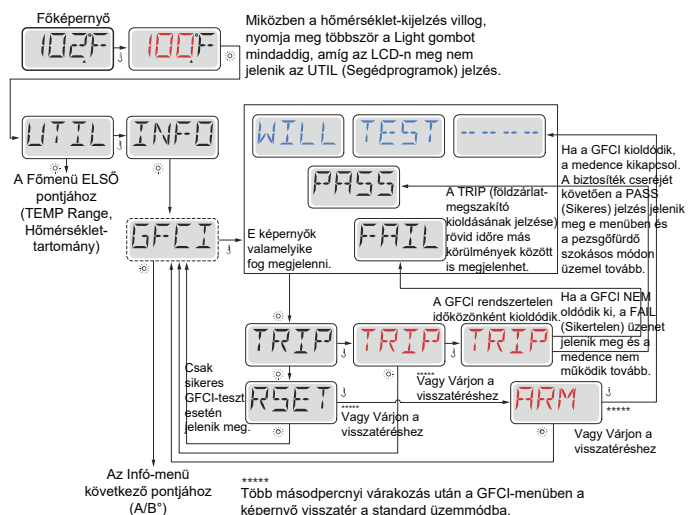 Főképernyő
102°F
100°F
Miközben a hőmérséklet-kijelzés villog,
nyomja meg többször a Light gombot
mindaddig, amíg az LCD-n meg nem
jelenik az UTIL (Segédprogramok) jelzés.
UTIL
INFO
WILL
TEST
-- -- -- --
A Főmenü ELSŐ
pontjához
(TEMP Range,
Hőmérséklet-
tartomány)
PASS
Ha a GFCI kioldódik,
a medence kikapcsol.
A biztosíték cseréjét
követően a PASS
(Sikeres) jelzés jelenik
meg e menüben és
a pezsgőfürdő
szokásos módon
üzemel tovább.
GFCI
E képernyők
valamelyike
fog megjelenni.
FAIL
A TRIP (földzárlat-
megszakító
kioldásának jelzése)
rövid időre más
körülmények között
is megjelenhet.
A GFCI rendszertelen
időközönként kioldódik.
Ha a GFCI NEM
oldódik ki, a FAIL
(Sikertelen) üzenet
jelenik meg és a
medence nem
működik tovább.
TRIP
TRIP
TRIP
Csak
sikeres
GFCI-teszt
esetén
jelenik meg.
*****
Vagy Várjon a
visszatéréshez
RSET
*****
Vagy Várjon a
visszatéréshez
ARM
*****
Vagy Várjon a
visszatéréshez
Az Infó-menü
következő pontjához
(A/B°)
*****
Több másodpercnyi várakozás után a GFCI-menüben a
képernyő visszatér a standard üzemmódba.